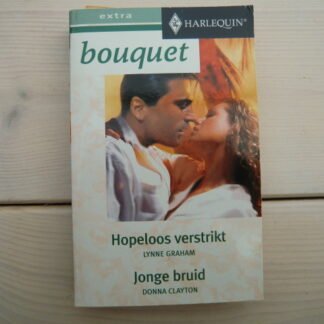 extra
HARLEQUIN®
bouquet
Hopeloos verstrikt
LYNNE GRAHAM
Jonge bruid
DONNA CLAYTON